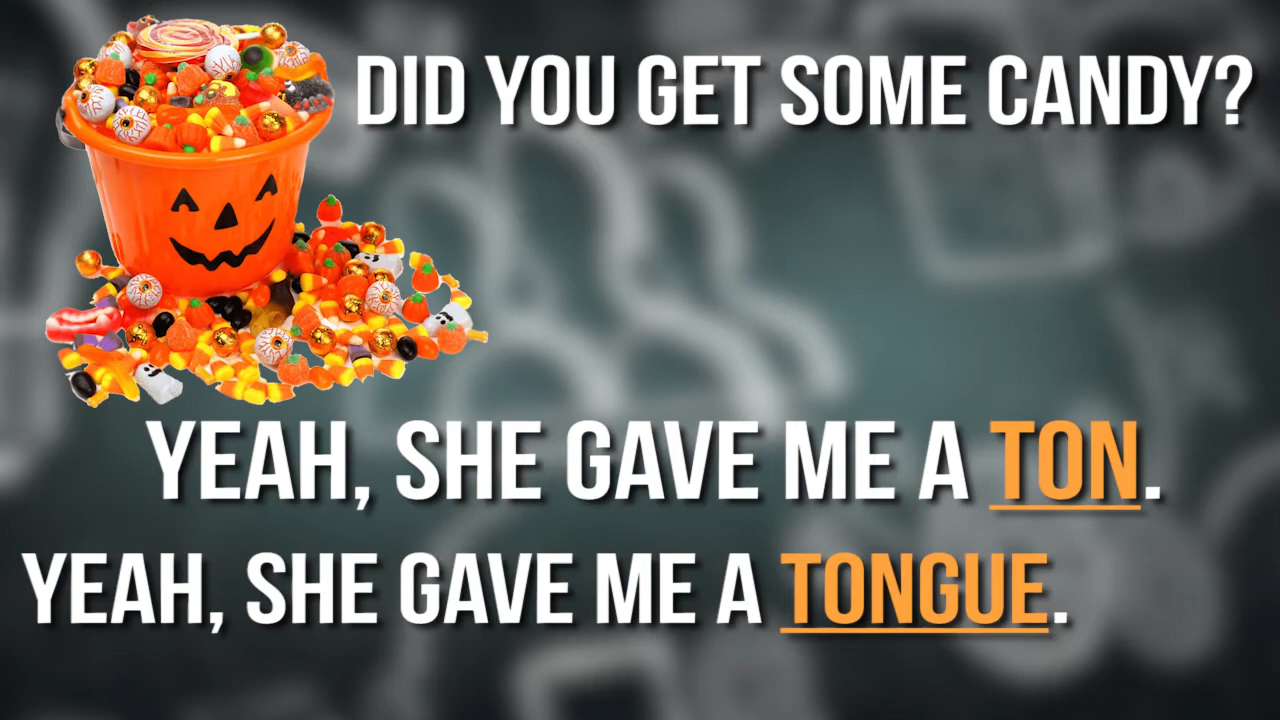 DID YOU GET SOME CANDY?
YEAH, SHE GAVE ME A TON.
YEAH, SHE GAVE ME A TONGUE.